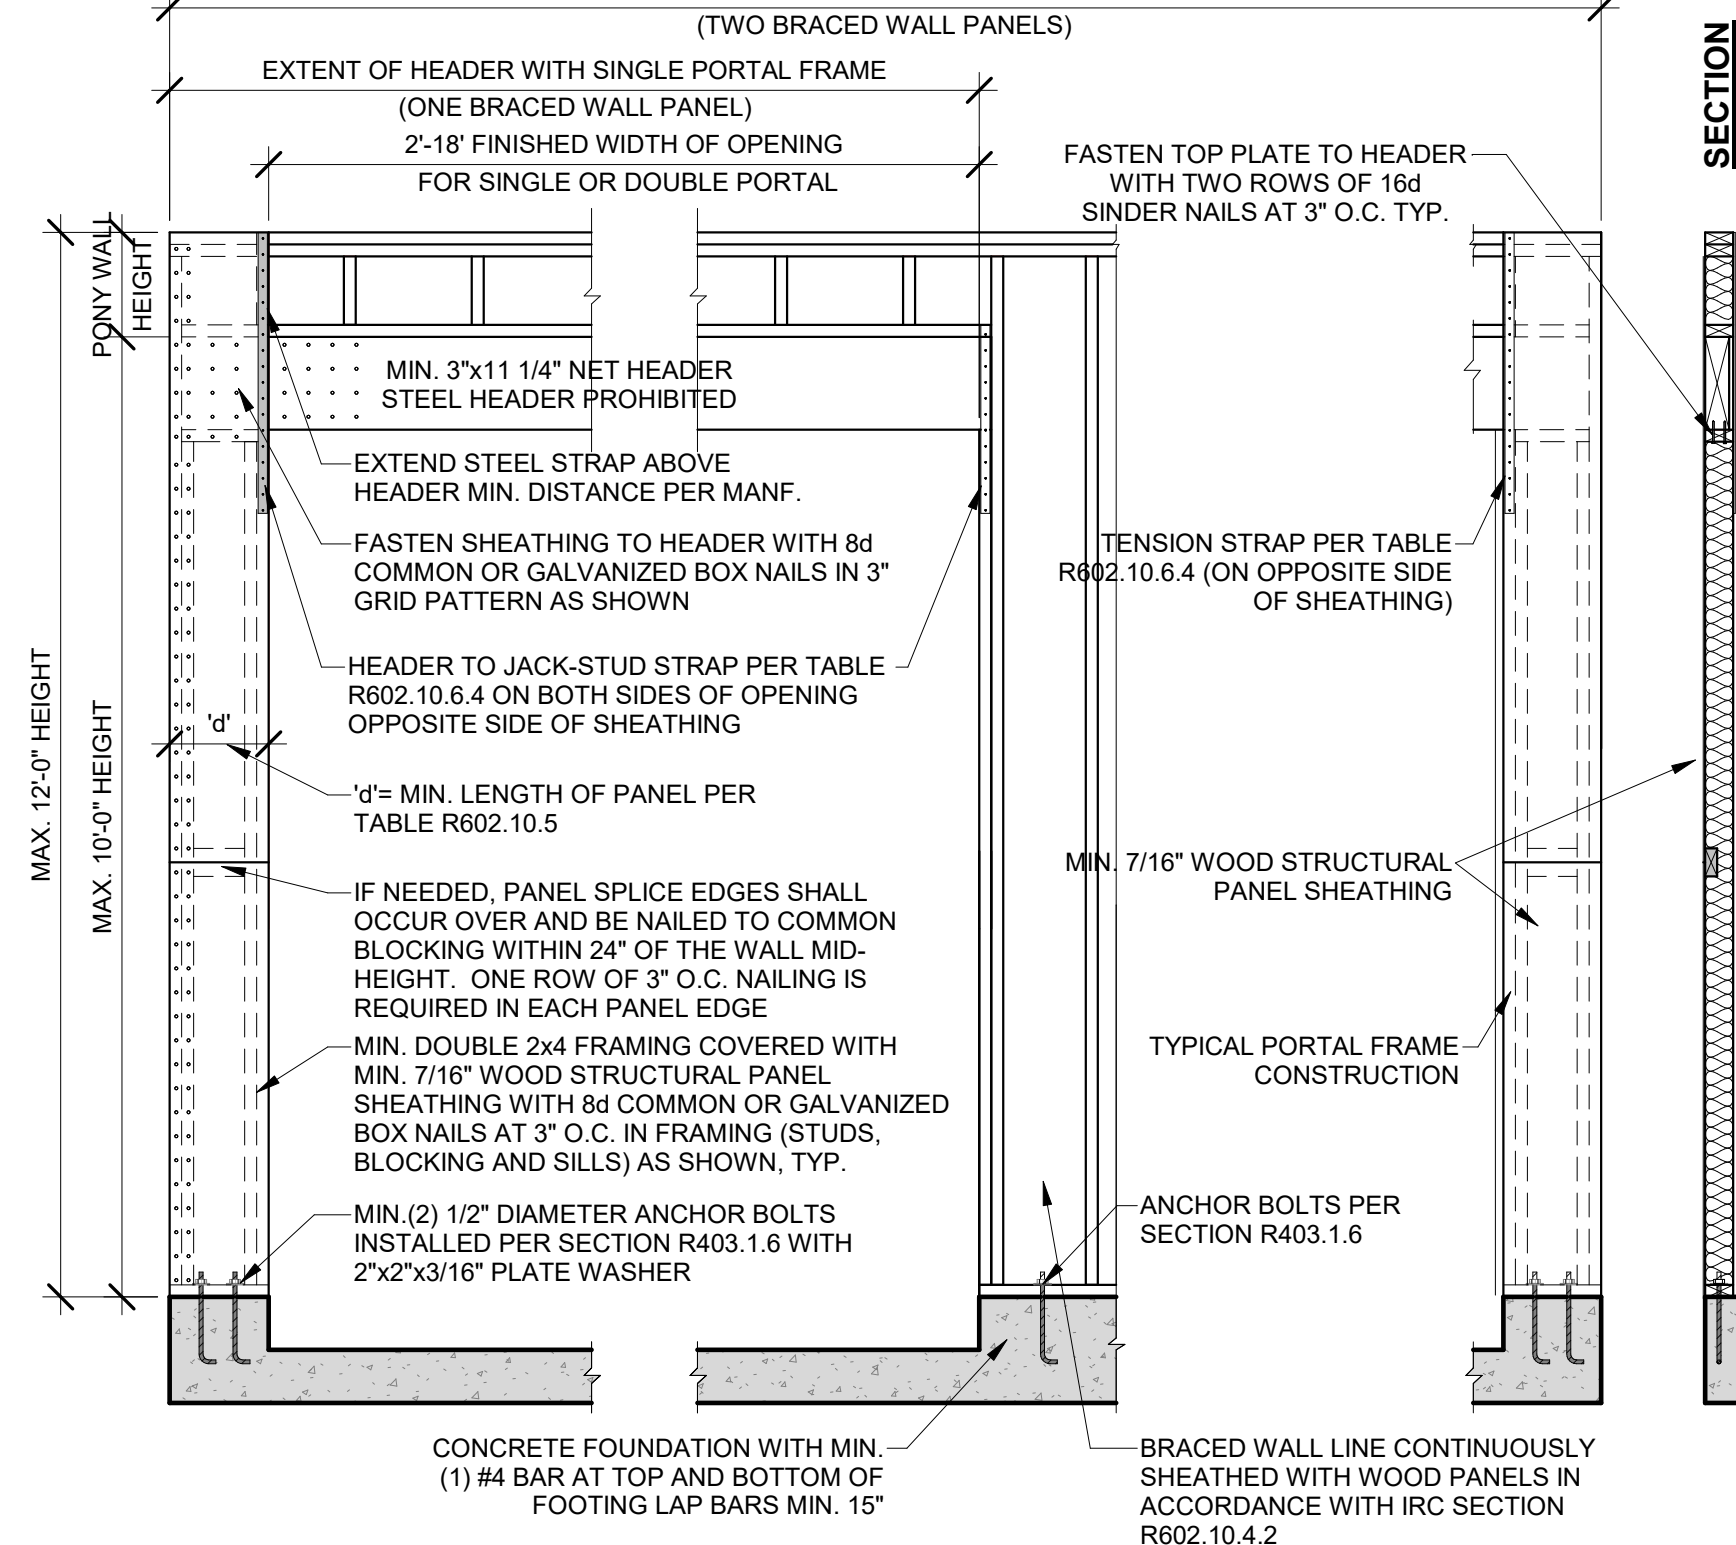 (TWO BRACED WALL PANELS)
EXTENT OF HEADER WITH SINGLE PORTAL FRAME
(ONE BRACED WALL PANEL)
2'-18' FINISHED WIDTH OF OPENING
FOR SINGLE OR DOUBLE PORTAL
FASTEN TOP PLATE TO HEADER
WITH TWO ROWS OF 16d
SINDER NAILS AT 3" O.C. TYP.
SECTION
PONY WALL
HEIGHT
MIN. 3"x11 1/4" NET HEADER
STEEL HEADER PROHIBITED
EXTEND STEEL STRAP ABOVE
HEADER MIN. DISTANCE PER MANF.
FASTEN SHEATHING TO HEADER WITH 8d
COMMON OR GALVANIZED BOX NAILS IN 3"
GRID PATTERN AS SHOWN
TENSION STRAP PER TABLE
R602.10.6.4 (ON OPPOSITE SIDE
OF SHEATHING)
HEADER TO JACK-STUD STRAP PER TABLE
R602.10.6.4 ON BOTH SIDES OF OPENING
OPPOSITE SIDE OF SHEATHING
MAX. 12'-0" HEIGHT
MAX. 10'-0" HEIGHT
'd'
'd'= MIN. LENGTH OF PANEL PER
TABLE R602.10.5
MIN. 7/16" WOOD STRUCTURAL
PANEL SHEATHING
IF NEEDED, PANEL SPLICE EDGES SHALL
OCCUR OVER AND BE NAILED TO COMMON
BLOCKING WITHIN 24" OF THE WALL MID-
HEIGHT.  ONE ROW OF 3" O.C. NAILING IS
REQUIRED IN EACH PANEL EDGE
MIN. DOUBLE 2x4 FRAMING COVERED WITH
MIN. 7/16" WOOD STRUCTURAL PANEL
SHEATHING WITH 8d COMMON OR GALVANIZED
BOX NAILS AT 3" O.C. IN FRAMING (STUDS,
BLOCKING AND SILLS) AS SHOWN, TYP.
TYPICAL PORTAL FRAME
CONSTRUCTION
MIN.(2) 1/2" DIAMETER ANCHOR BOLTS
INSTALLED PER SECTION R403.1.6 WITH
2"x2"x3/16" PLATE WASHER
ANCHOR BOLTS PER
SECTION R403.1.6
CONCRETE FOUNDATION WITH MIN.
(1) #4 BAR AT TOP AND BOTTOM OF
FOOTING LAP BARS MIN. 15"
BRACED WALL LINE CONTINUOUSLY
SHEATHED WITH WOOD PANELS IN
ACCORDANCE WITH IRC SECTION
R602.10.4.2